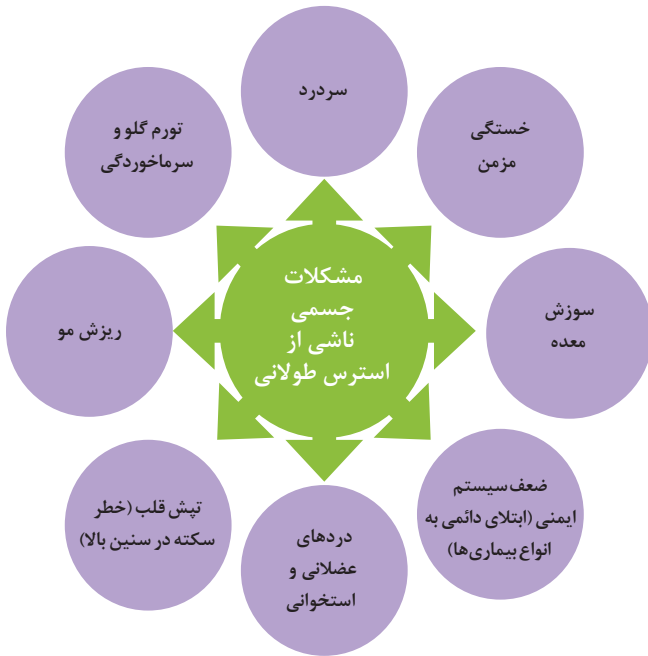 مشکلات
جسمی
ناشی از
استرس طولانی
سردرد
خستگی
مزمن
سوزش
معده
ضعف سیستم
ایمنی (ابتلای دائمی به
انواع بیماری‌ها)
دردهای
عضلانی و
استخوانی
تپش قلب (خطر
سکته در سنین بالا)
ریزش مو
تورم گلو و
سرماخوردگی